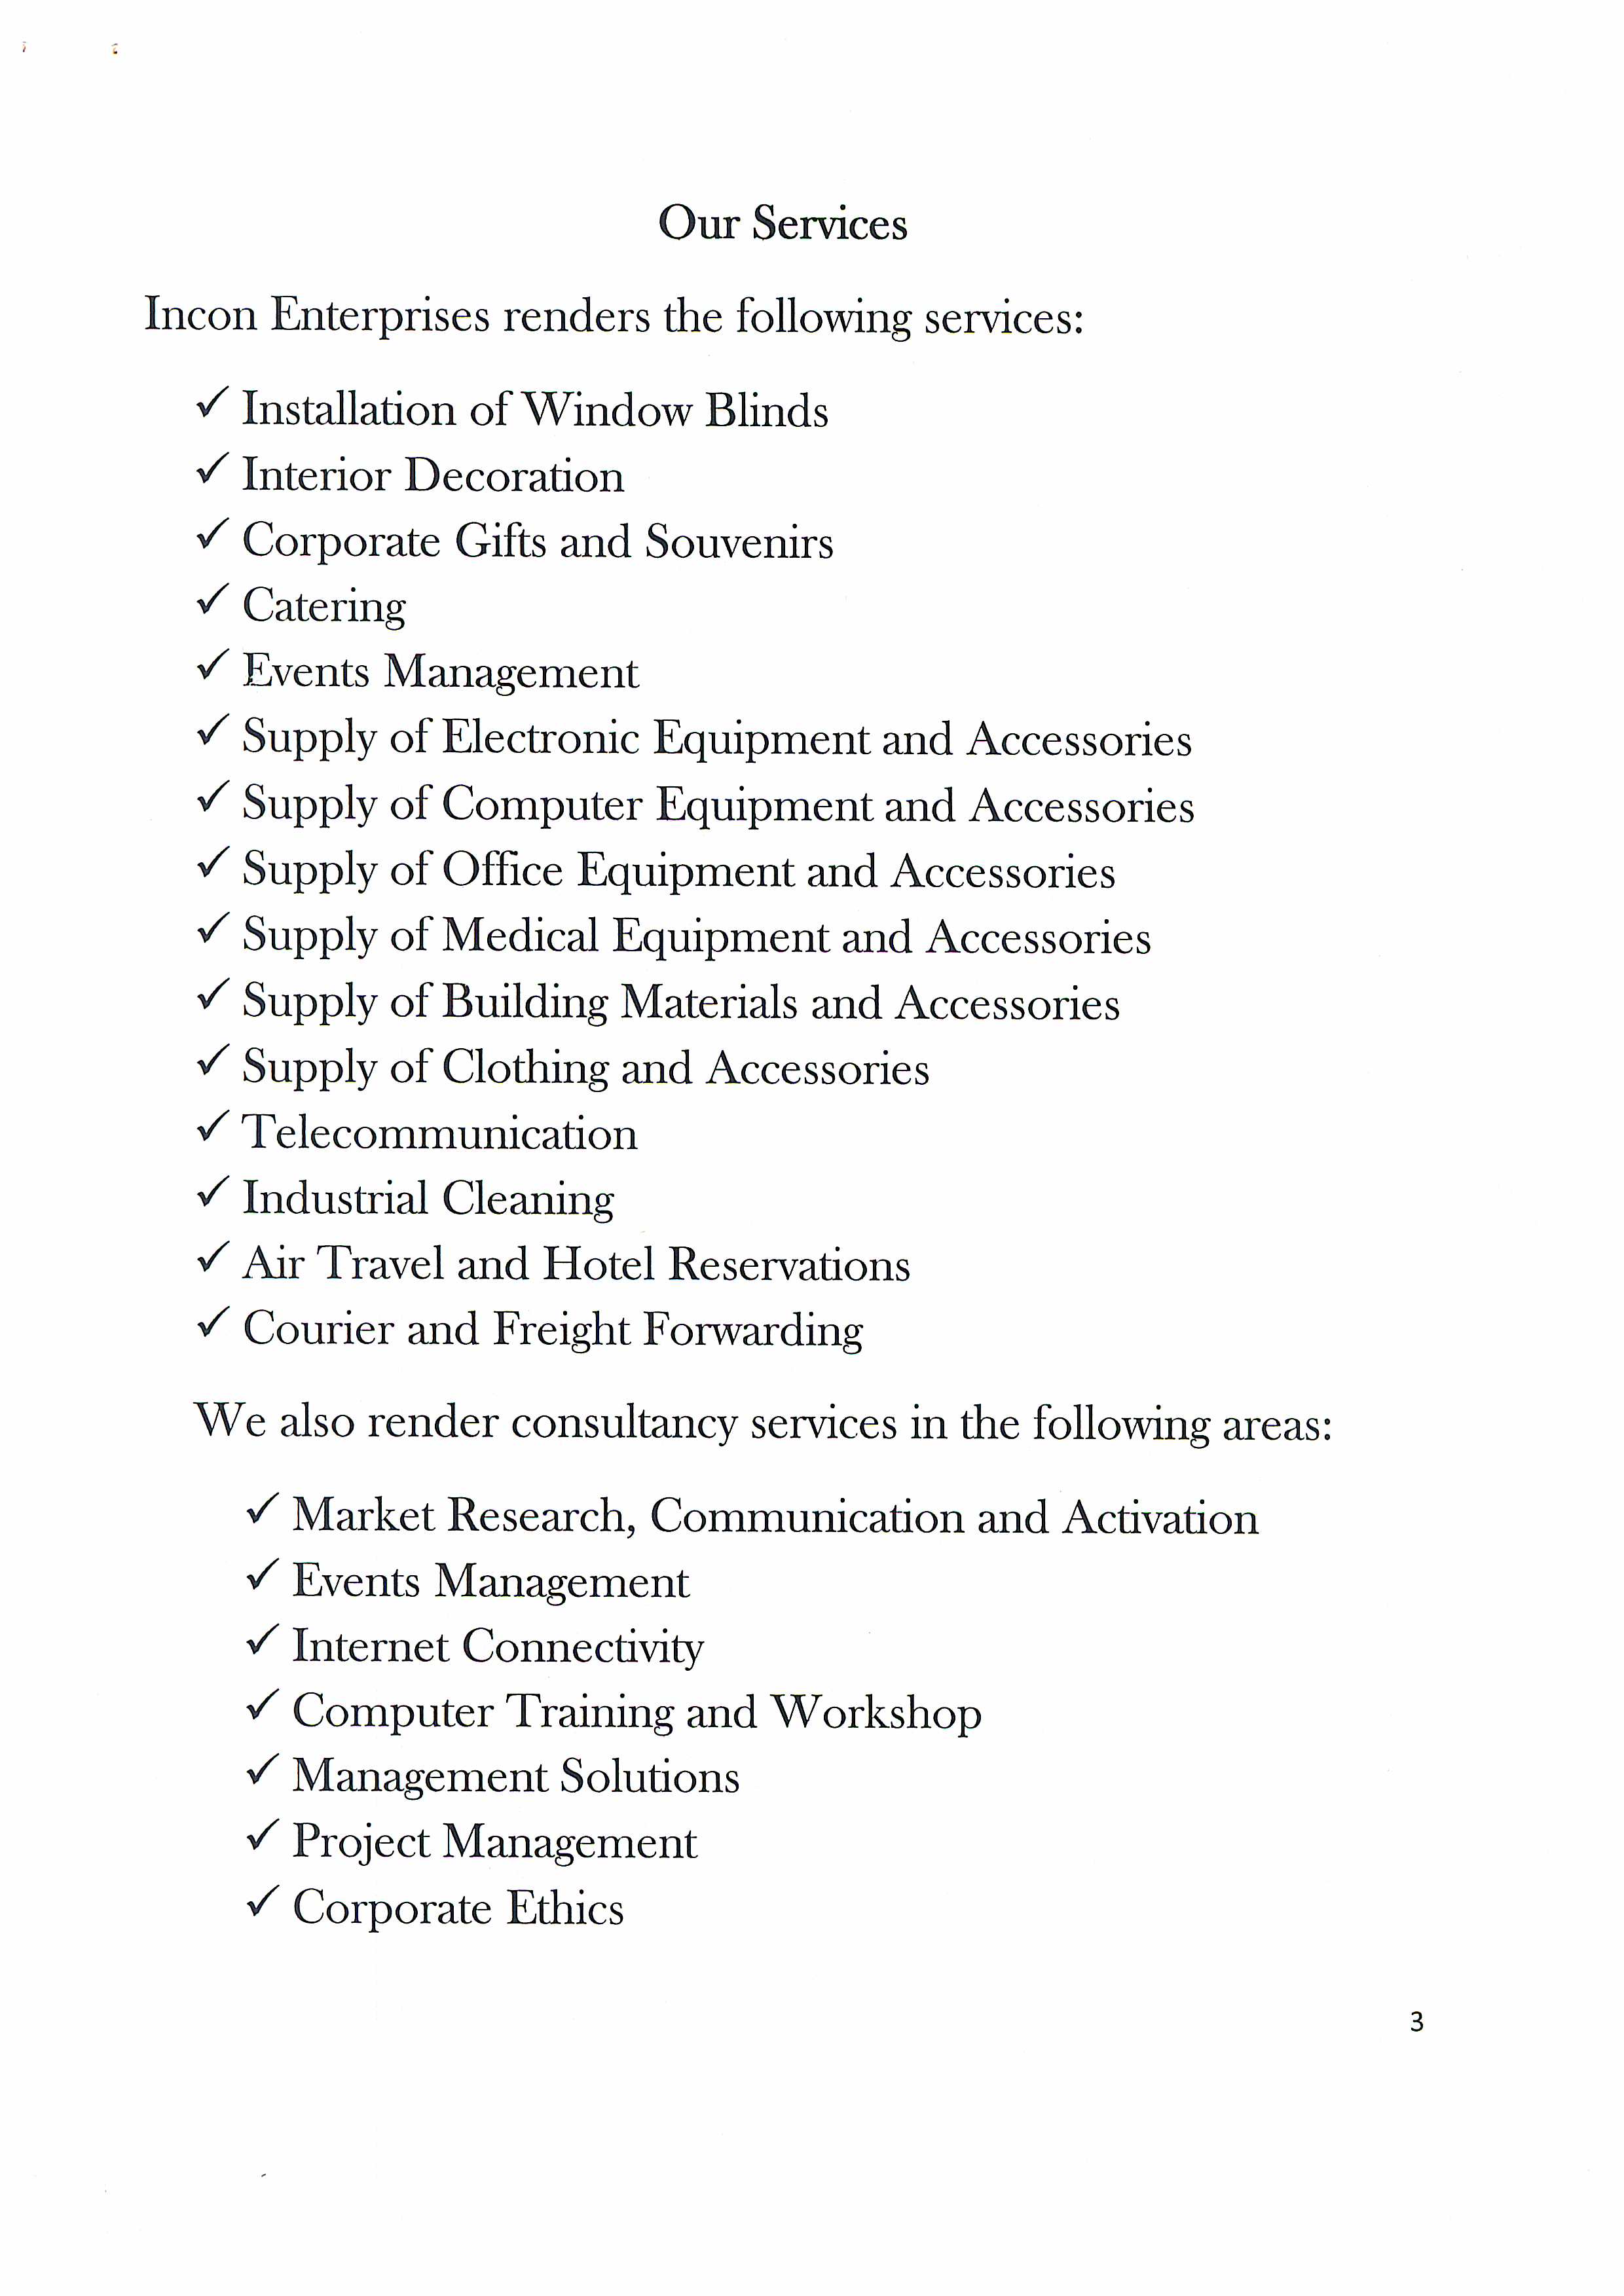 Our Services
Incon Enterprises renders the following services:
✓ Installation of Window Blinds
✓ Interior Decoration
✓ Corporate Gifts and Souvenirs
✓ Catering
✓ Events Management
✓ Supply of Electronic Equipment and Accessories
✓ Supply of Computer Equipment and Accessories
✓ Supply of Office Equipment and Accessories
✓ Supply of Medical Equipment and Accessories
✓ Supply of Building Materials and Accessories
✓ Supply of Clothing and Accessories
✓ Telecommunication
✓ Industrial Cleaning
✓ Air Travel and Hotel Reservations
✓ Courier and Freight Forwarding
We also render consultancy services in the following areas:
✓ Market Research, Communication and Activation
✓ Events Management
✓ Internet Connectivity
✓ Computer Training and Workshop
✓ Management Solutions
✓ Project Management
✓ Corporate Ethics
3